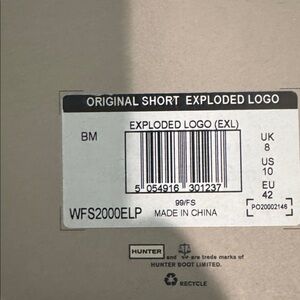 ORIGINAL SHORT EXPLODED LOGO
EXPLODED LOGO (EXL)
BM
UK
8
US
10
EU
42
5 054916 301237
99/FS
WFS2000ELP
MADE IN CHINA
PO20002146
HUNTER and are trade marks of
HUNTER BOOT LIMITED.
RECYCLE